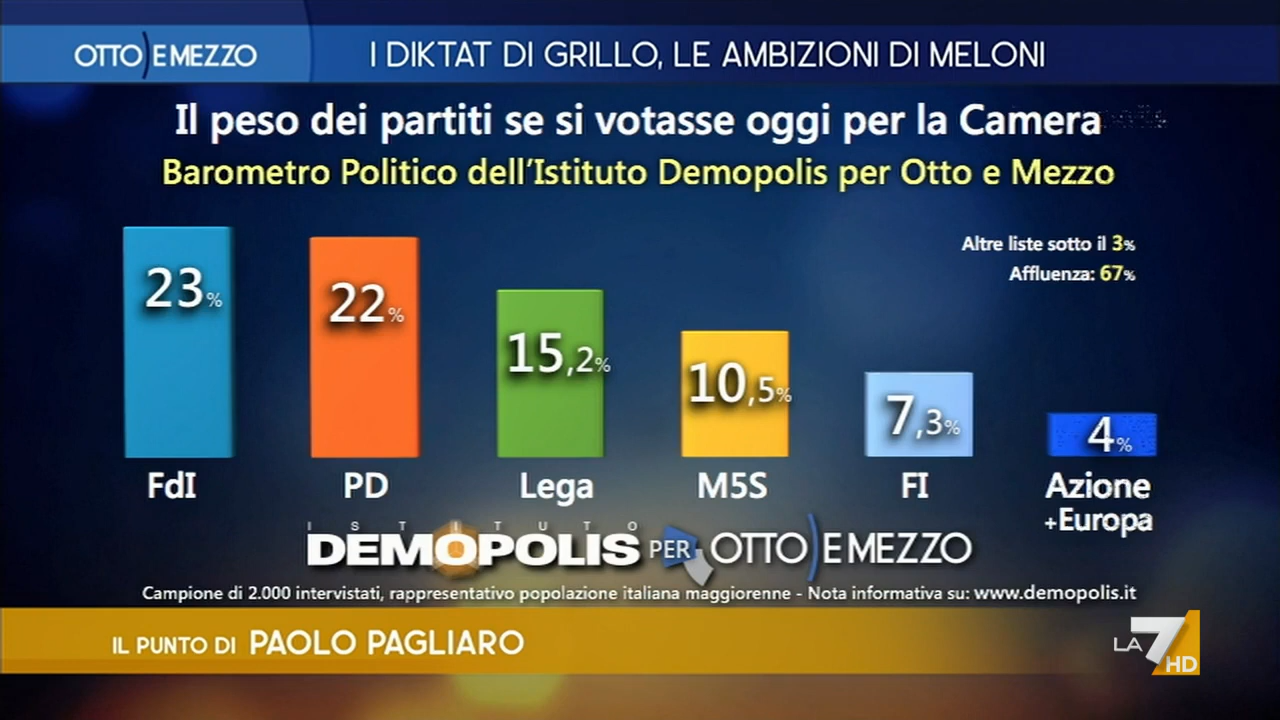 OTTO E MEZZO
I DIKTAT DI GRILLO, LE AMBIZIONI DI MELONI
Il peso dei partiti se si votasse oggi per la Camera
Barometro Politico dell'Istituto Demopolis per Otto e Mezzo
Altre liste sotto il 3%
Affluenza: 67%
23%
22%
15,2%
10,5%
7,3%
4%
FdI
PD
Lega
M5S
FI
Azione
+Europa
ISTITUTO
DEMOPOLIS PER OTTO E MEZZO
Campione di 2.000 intervistati, rappresentativo popolazione italiana maggiorenne - Nota informativa su: www.demopolis.it
IL PUNTO DI PAOLO PAGLIARO
LA 7 HD